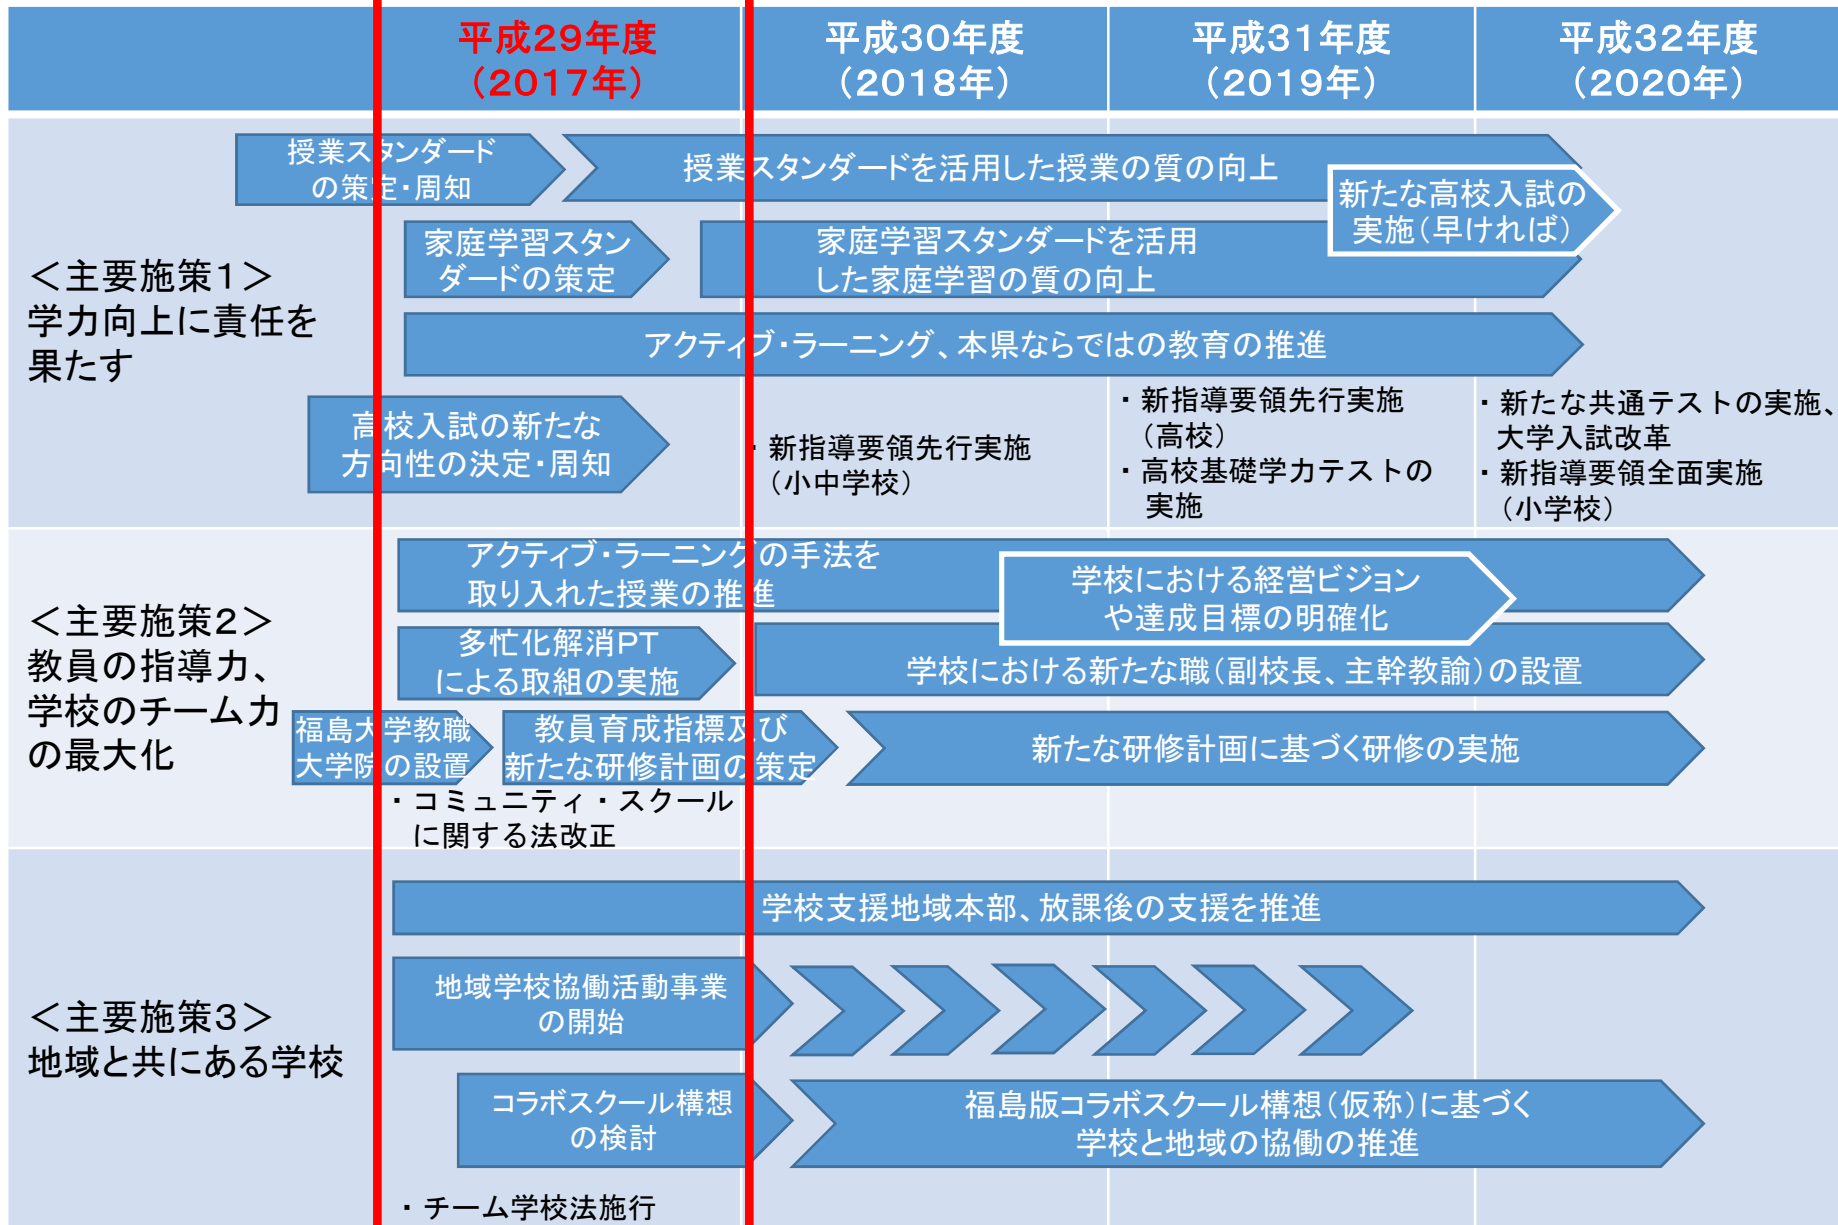 平成29年度
(2017年)
平成30年度
(2018年)
平成31年度
(2019年)
平成32年度
(2020年)
＜主要施策1＞
学力向上に責任を
果たす
授業スタンダード
の策定・周知
授業スタンダードを活用した授業の質の向上
新たな高校入試の
実施(早ければ)
家庭学習スタン
ダードの策定
家庭学習スタンダードを活用
した家庭学習の質の向上
アクティブ・ラーニング、本県ならではの教育の推進
高校入試の新たな
方向性の決定・周知
・新指導要領先行実施
(小中学校)
・新指導要領先行実施
(高校)
・高校基礎学力テストの
実施
・新たな共通テストの実施、
大学入試改革
・新指導要領全面実施
(小学校)
＜主要施策2＞
教員の指導力、
学校のチーム力
の最大化
アクティブ・ラーニングの手法を
取り入れた授業の推進
学校における経営ビジョン
や達成目標の明確化
多忙化解消PT
による取組の実施
学校における新たな職(副校長、主幹教諭)の設置
福島大学教職
大学院の設置
教員育成指標及び
新たな研修計画の策定
新たな研修計画に基づく研修の実施
・コミュニティ・スクール
に関する法改正
＜主要施策3＞
地域と共にある学校
学校支援地域本部、放課後の支援を推進
地域学校協働活動事業
の開始
コラボスクール構想
の検討
福島版コラボスクール構想(仮称)に基づく
学校と地域の協働の推進
・チーム学校法施行